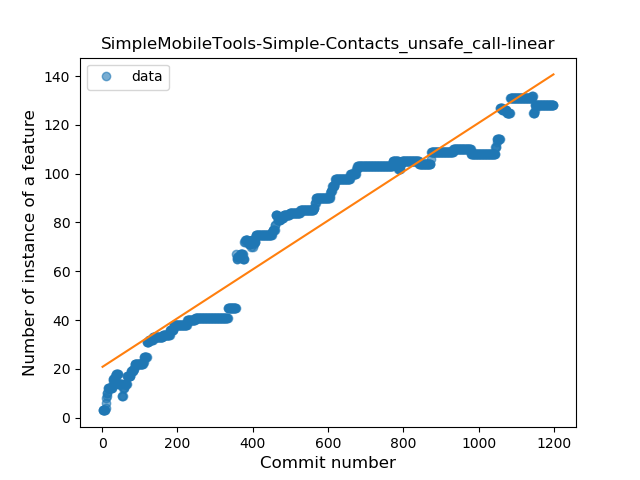 SimpleMobileTools-Simple-Contacts_unsafe_call-linear
data
Number of instance of a feature
140
120
100
80
60
40
20
0
0 200 400 600 800 1000 1200
Commit number